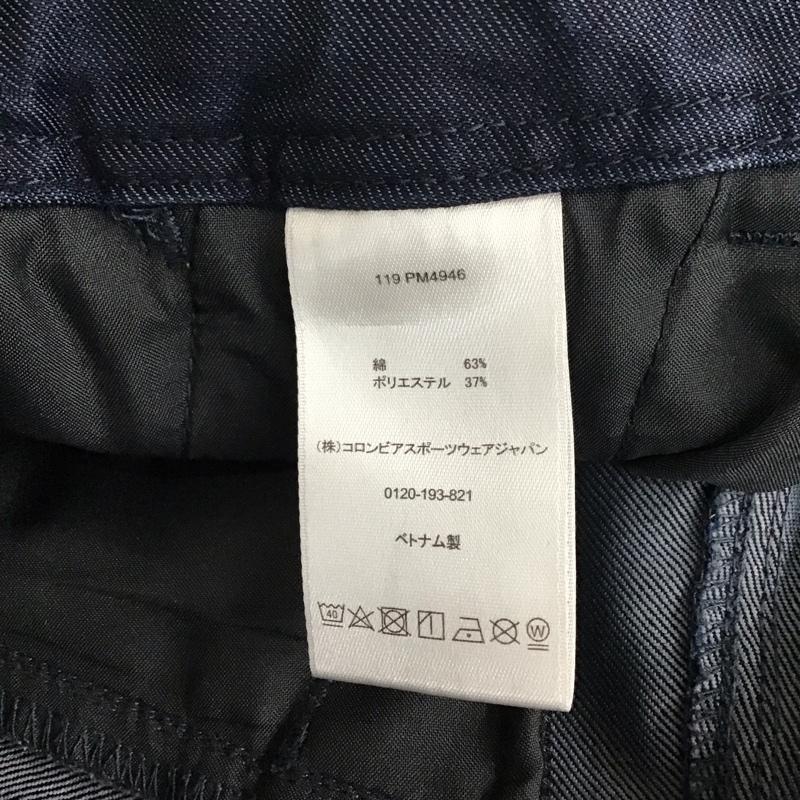 119 PM4946
綿 63%
ポリエステル 37%
(株)コロンビアスポーツウェアジャパン
0120-193-821
ベトナム製
40 W